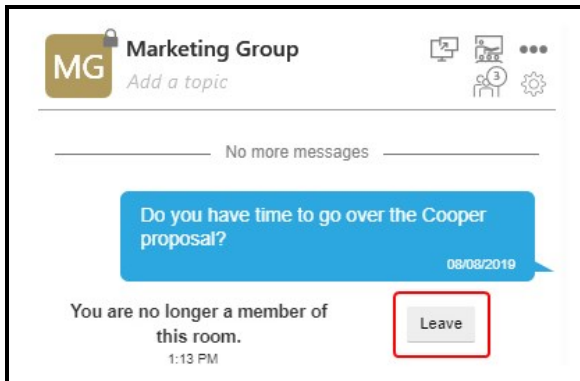 MG
Marketing Group
Add a topic
3
No more messages
Do you have time to go over the Cooper
proposal?
08/08/2019
You are no longer a member of
this room.
1:13 PM
Leave